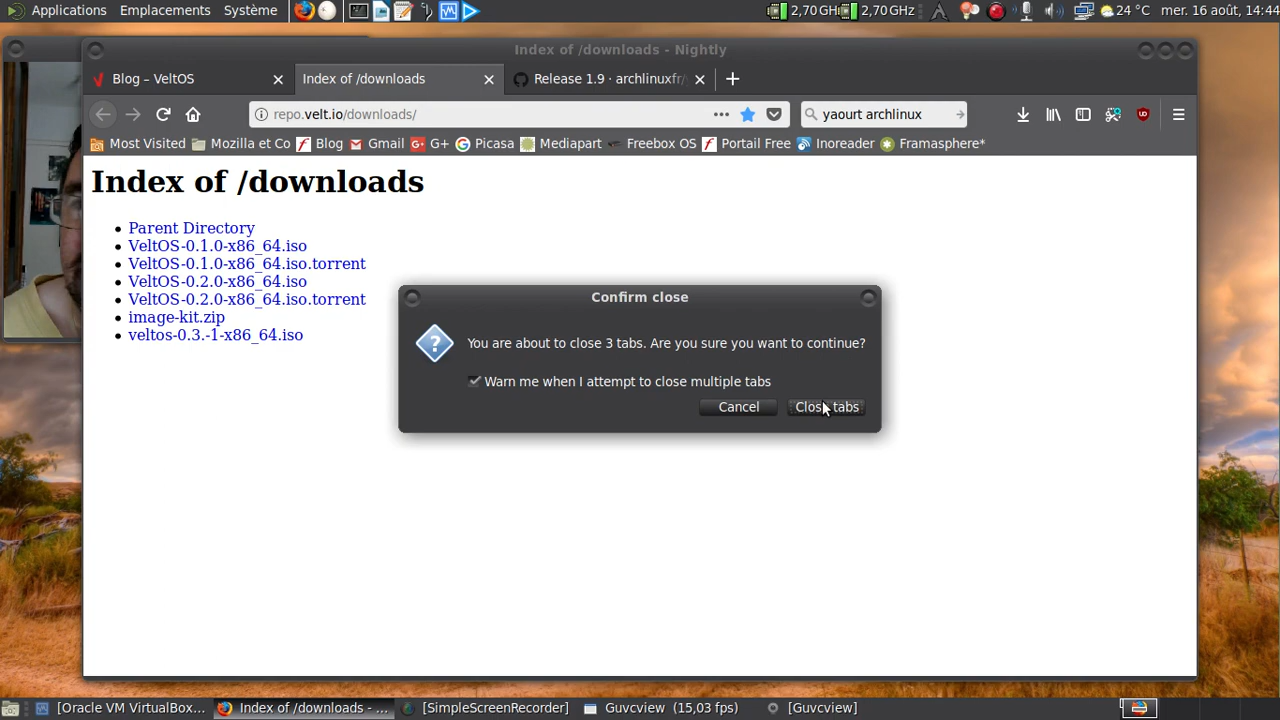 Applications Emplacements Système 2,70 GHz 2,70 GHz 24 °C mer. 16 août, 14:44
Index of /downloads - Nightly
Blog – VeltOS Index of /downloads Release 1.9 · archlinuxfr/
repo.velt.io/downloads/ yaourt archlinux
Most Visited Mozilla et Co Blog Gmail G+ Picasa Mediapart Freebox OS Portail Free Inoreader Framasphere*
Index of /downloads
Parent Directory
VeltOS-0.1.0-x86_64.iso
VeltOS-0.1.0-x86_64.iso.torrent
VeltOS-0.2.0-x86_64.iso
VeltOS-0.2.0-x86_64.iso.torrent
image-kit.zip
veltos-0.3.-1-x86_64.iso
Confirm close
You are about to close 3 tabs. Are you sure you want to continue?
Warn me when I attempt to close multiple tabs
Cancel Close tabs
[Oracle VM VirtualBox... Index of /downloads - ... [SimpleScreenRecorder] Guvcview (15,03 fps) [Guvcview]